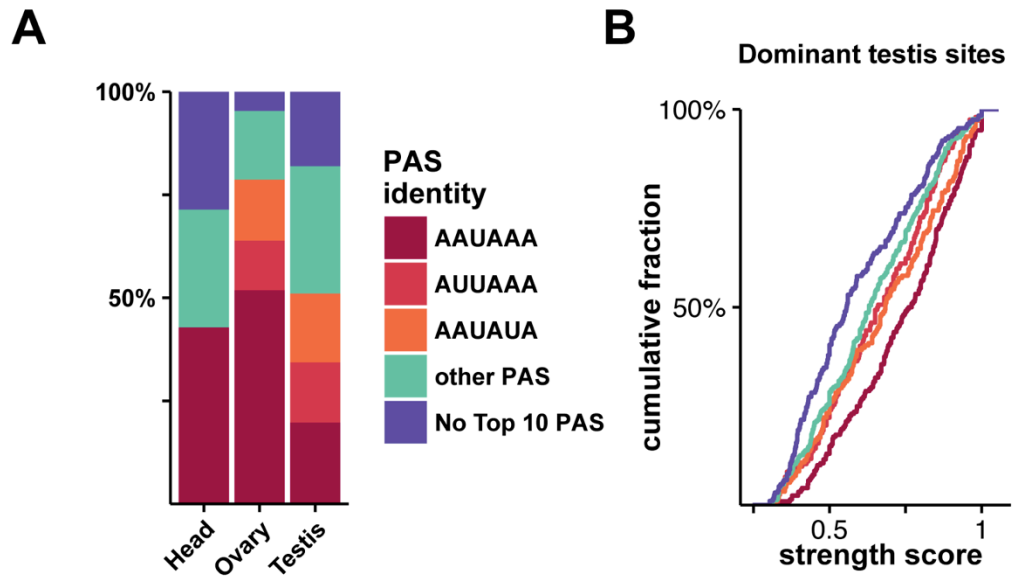 A
100%
50%
Head
Ovary
Testis
PAS
identity
AAUAAA
AUUAAA
AAUAUA
other PAS
No Top 10 PAS
B
Dominant testis sites
100%
50%
cumulative fraction
0.5
1
strength score